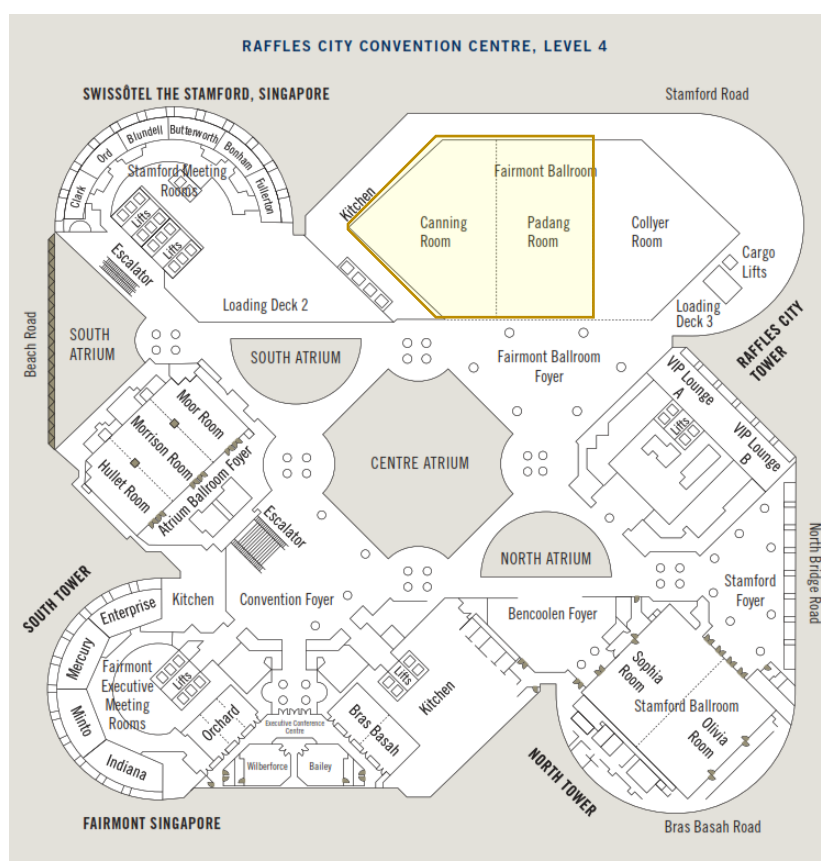 RAFFLES CITY CONVENTION CENTRE, LEVEL 4
SWISSÔTEL THE STAMFORD, SINGAPORE
Stamford Road
Clark
Ord
Blundell
Butterworth
Bonham
Fullerton
Stamford Meeting
Rooms
Lifts
Lifts
Escalator
Loading Deck 2
Kitchen
Fairmont Ballroom
Canning
Room
Padang
Room
Collyer
Room
Cargo
Lifts
Loading
Deck 3
RAFFLES CITY
TOWER
Beach Road
SOUTH
ATRIUM
SOUTH ATRIUM
Fairmont Ballroom
Foyer
VIP Lounge
A
Lifts
VIP Lounge
B
Moor Room
Morrison Room
Hullet Room
Atrium Ballroom Foyer
CENTRE ATRIUM
Escalator
NORTH ATRIUM
North Bridge Road
Stamford
Foyer
SOUTH TOWER
Kitchen
Convention Foyer
Bencoolen Foyer
Enterprise
Mercury
Minto
Indiana
Fairmont
Executive
Meeting
Rooms
Lifts
Orchard
Executive Conference
Centre
Wilberforce
Bailey
Bras Basah
Lifts
Kitchen
Sophia
Room
Stamford Ballroom
Olivia
Room
NORTH TOWER
FAIRMONT SINGAPORE
Bras Basah Road